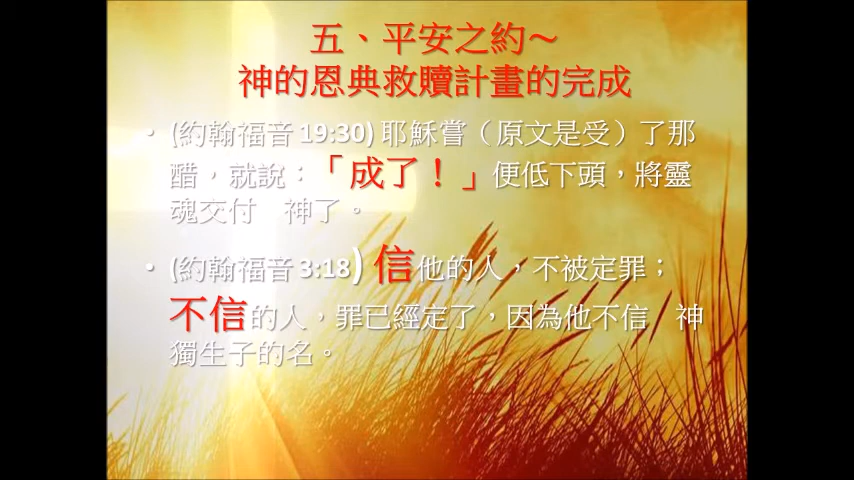 五、平安之約～
神的恩典救贖計畫的完成
• (約翰福音 19:30) 耶穌嘗（原文是受）了那
醋，就說：「成了！」便低下頭，將靈
魂交付　神了。
• (約翰福音 3:18) 信他的人，不被定罪；
不信的人，罪已經定了，因為他不信　神
獨生子的名。